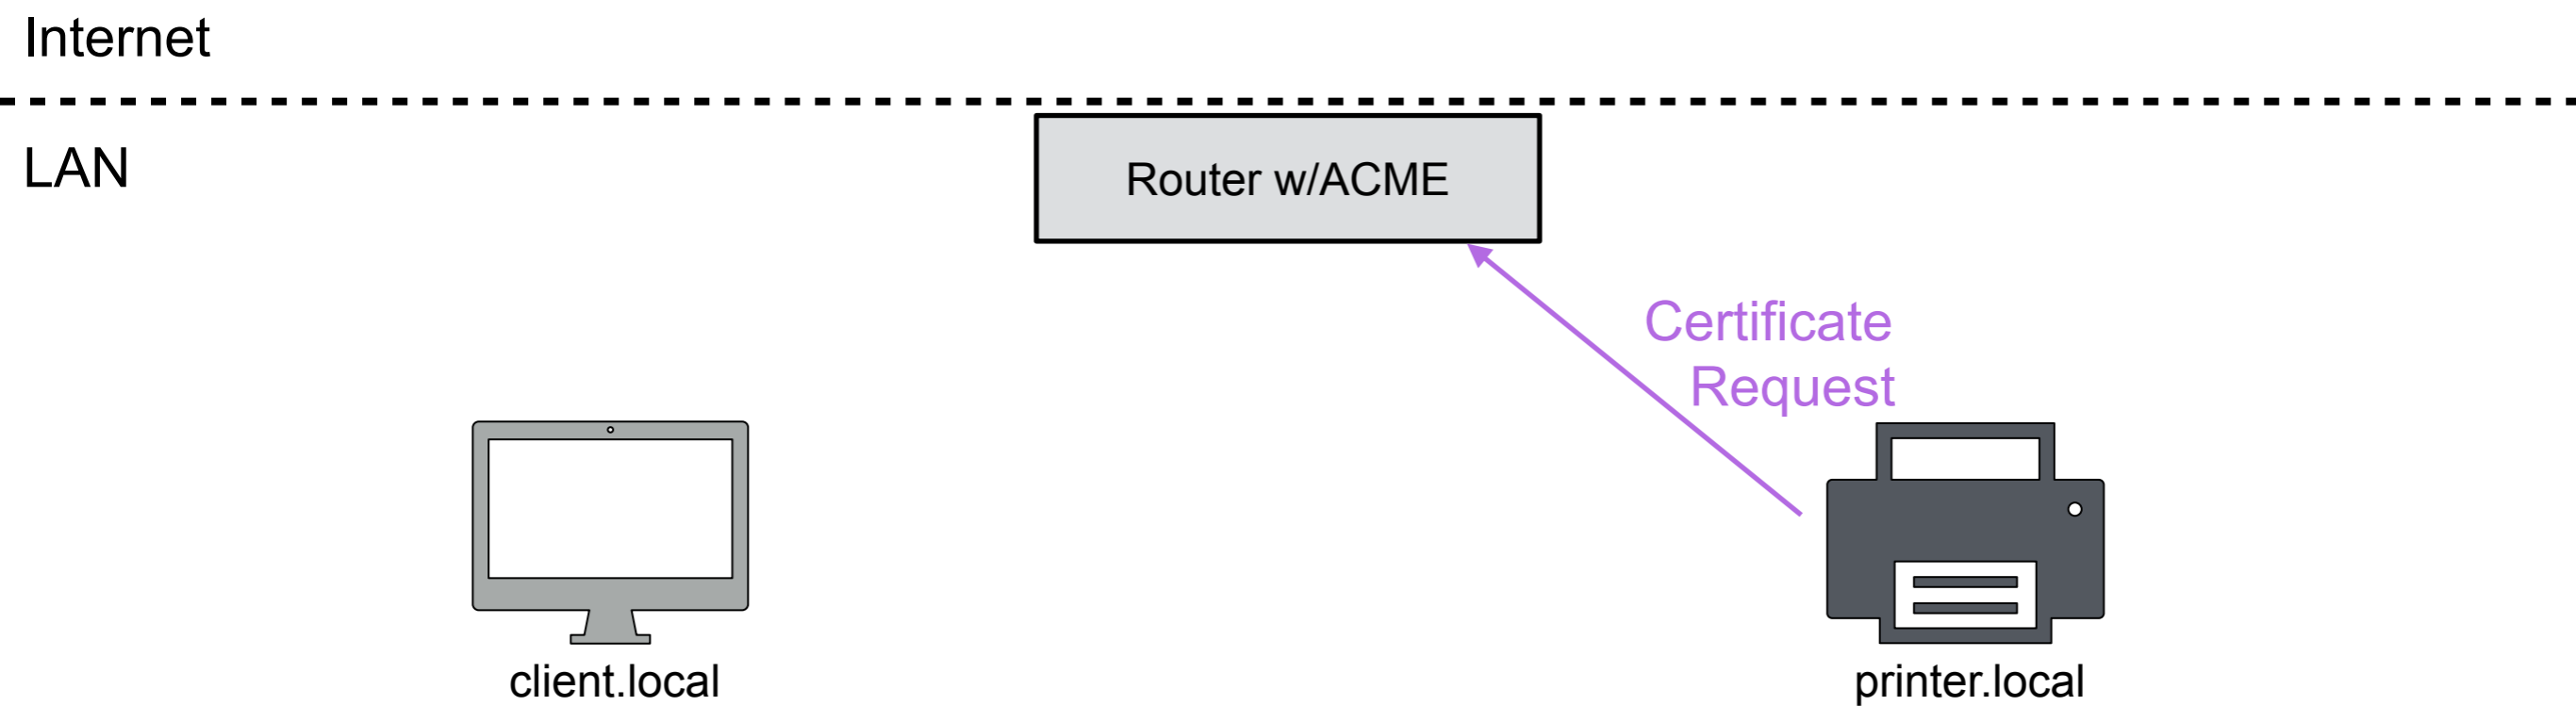 Internet
LAN
Router w/ACME
Certificate
Request
client.local
printer.local